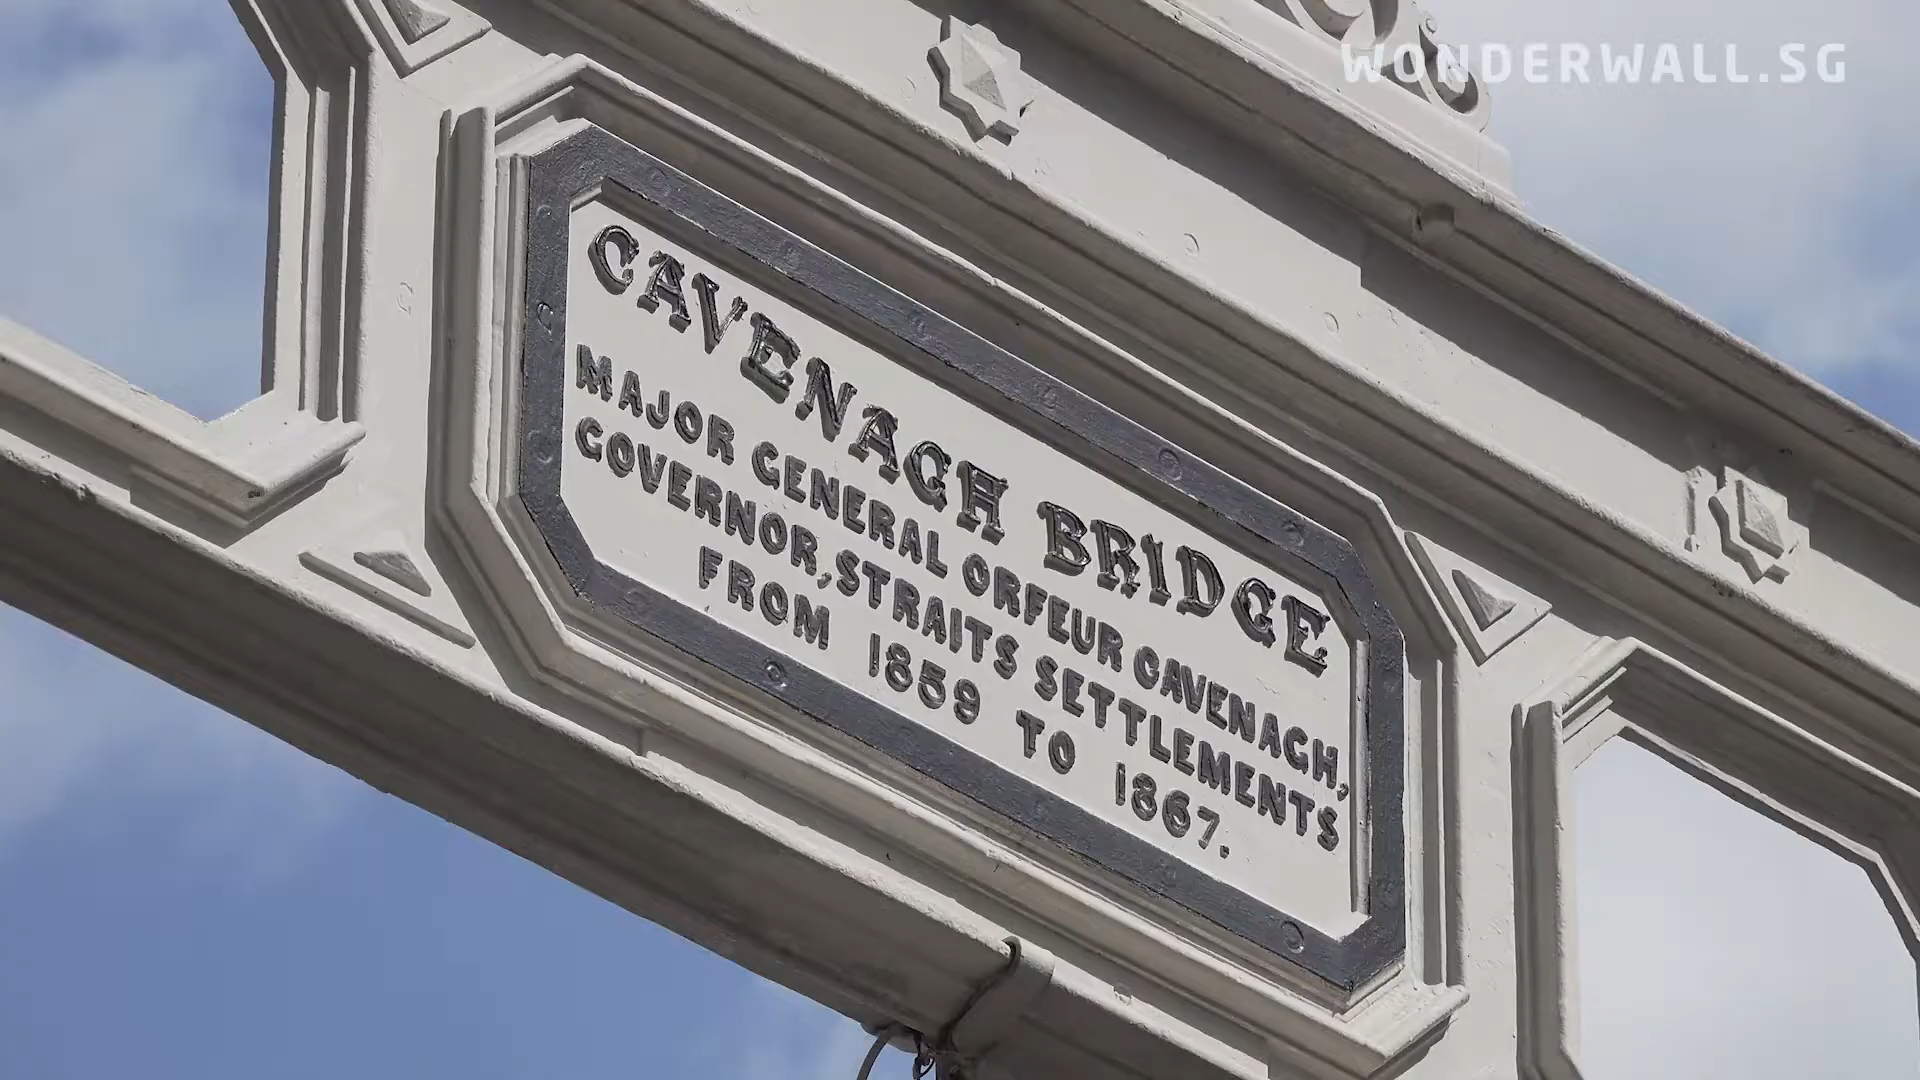 WONDERWALL.SG
CAVENAGH BRIDGE
MAJOR GENERAL ORFEUR CAVENAGH,
GOVERNOR, STRAITS SETTLEMENTS
FROM 1859 TO 1867.